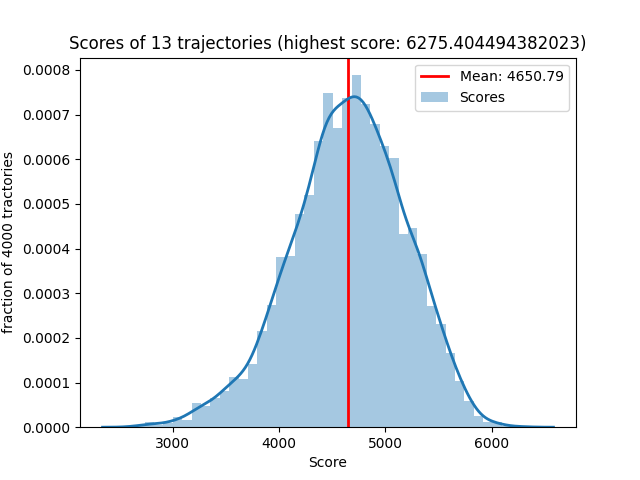 Scores of 13 trajectories (highest score: 6275.404494382023)
Mean: 4650.79
Scores
fraction of 4000 tractories
0.0008
0.0007
0.0006
0.0005
0.0004
0.0003
0.0002
0.0001
0.0000
3000 4000 5000 6000
Score